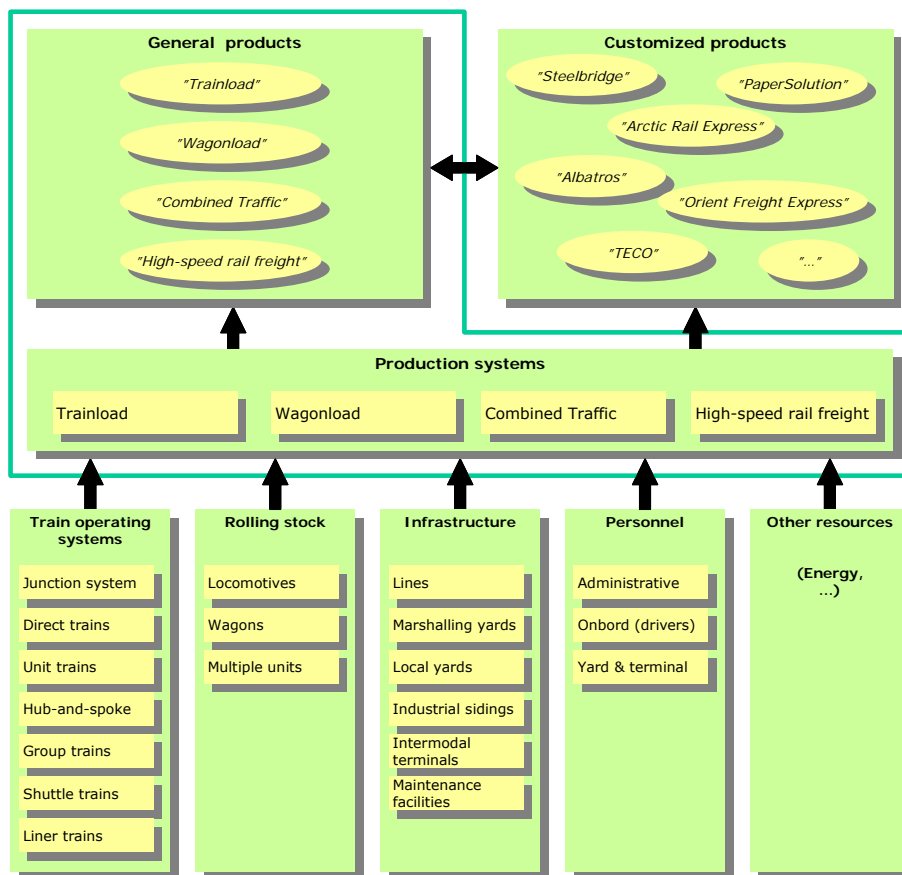 General  products
"Trainload"
"Wagonload"
"Combined Traffic"
"High-speed rail freight"
Customized products
"Steelbridge"
"PaperSolution"
"Arctic Rail Express"
"Albatros"
"Orient Freight Express"
"TECO"
"..."
Production systems
Trainload
Wagonload
Combined Traffic
High-speed rail freight
Train operating
systems
Junction system
Direct trains
Unit trains
Hub-and-spoke
Group trains
Shuttle trains
Liner trains
Rolling stock
Locomotives
Wagons
Multiple units
Infrastructure
Lines
Marshalling yards
Local yards
Industrial sidings
Intermodal
terminals
Maintenance
facilities
Personnel
Administrative
Onbord (drivers)
Yard & terminal
Other resources
(Energy,
...)